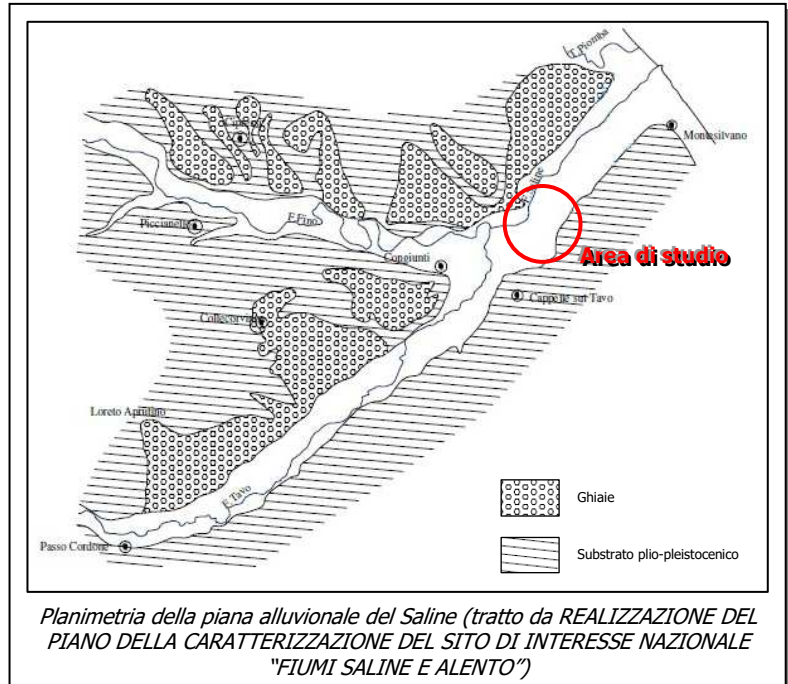 T. Piomba
Montesilvano
F. Saline
Piccianello
F. Fino
Congiunti
Area di studio
Cappelle sul Tavo
Loreto Aprutino
F. Tavo
Passo Cordone
Ghiaie
Substrato plio-pleistocenico
Planimetria della piana alluvionale del Saline (tratto da REALIZZAZIONE DEL
PIANO DELLA CARATTERIZZAZIONE DEL SITO DI INTERESSE NAZIONALE
"FIUMI SALINE E ALENTO")